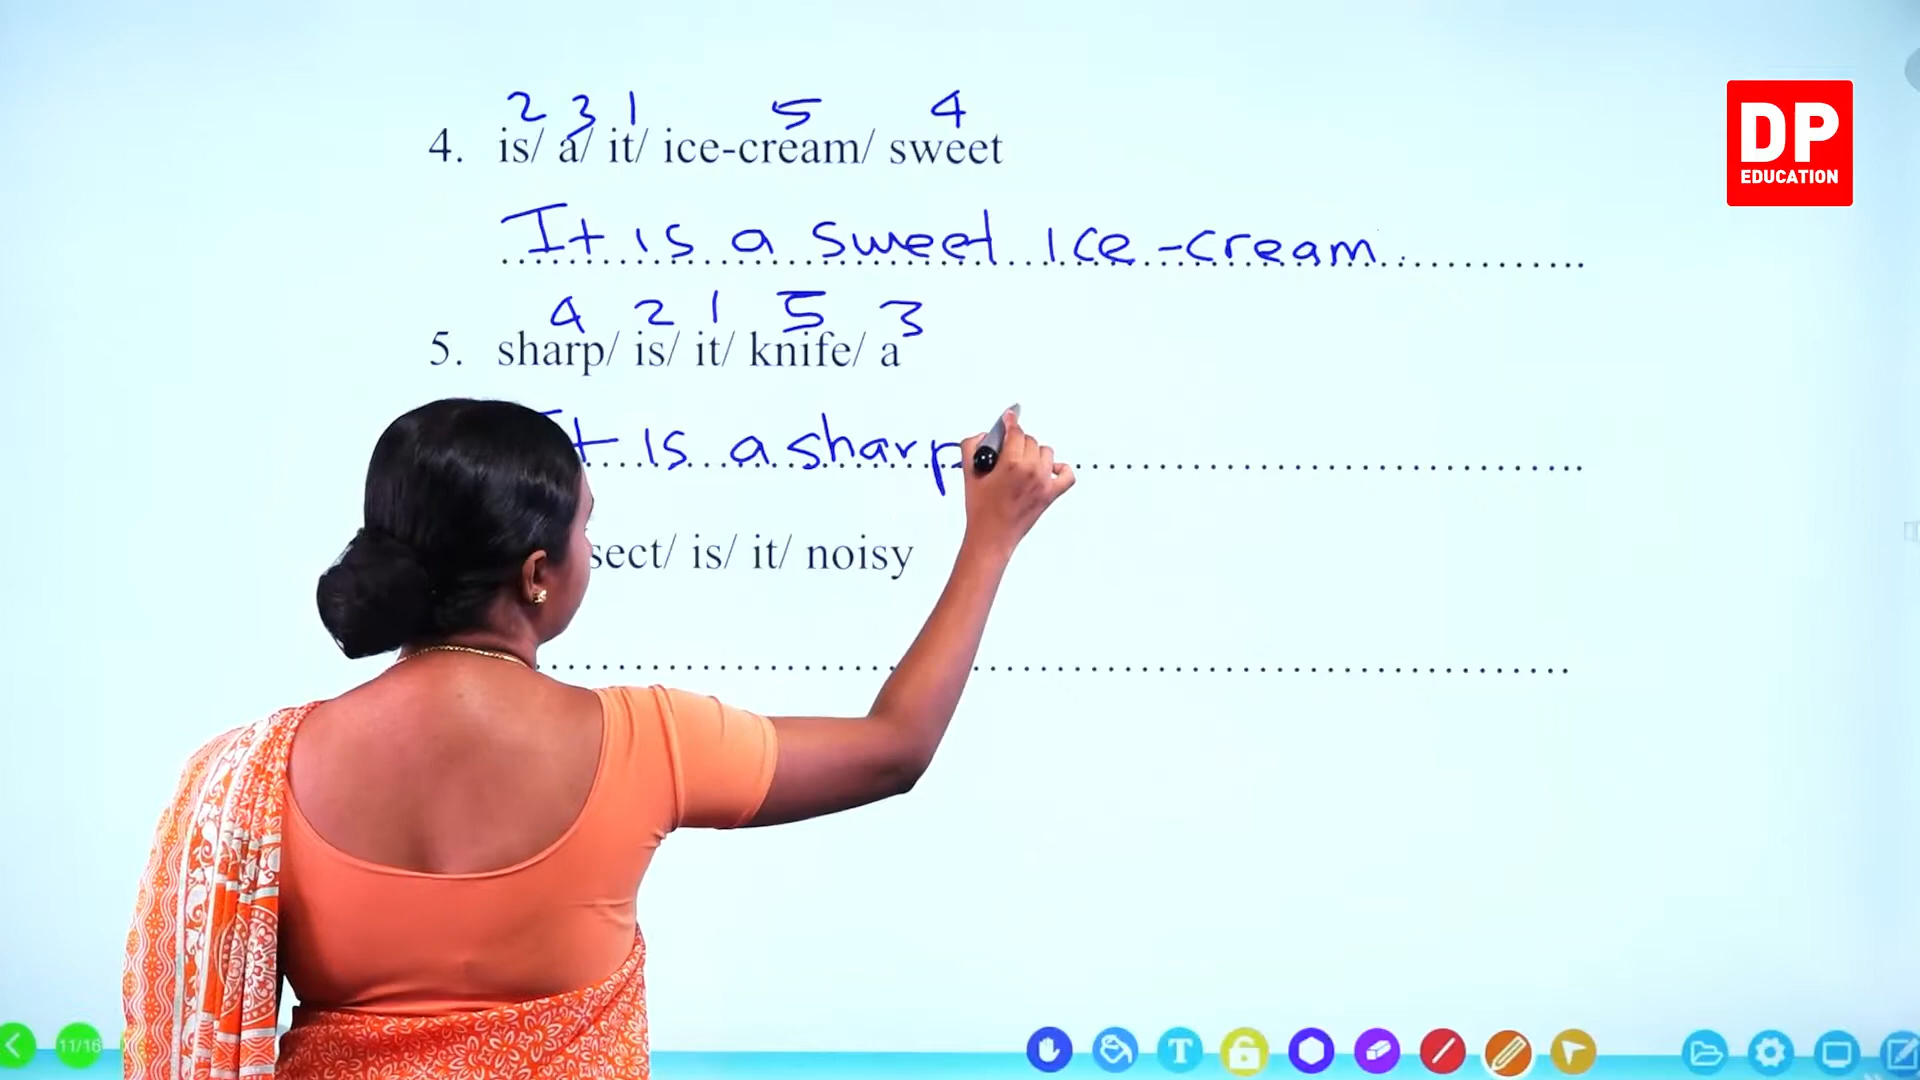 DP
EDUCATION
2 3 1 5 4
4. is/ a/ it/ ice-cream/ sweet
It is a sweet ice-cream.
4 2 1 5 3
5. sharp/ is/ it/ knife/ a
It is a sharp
sect/ is/ it/ noisy
11/16
T